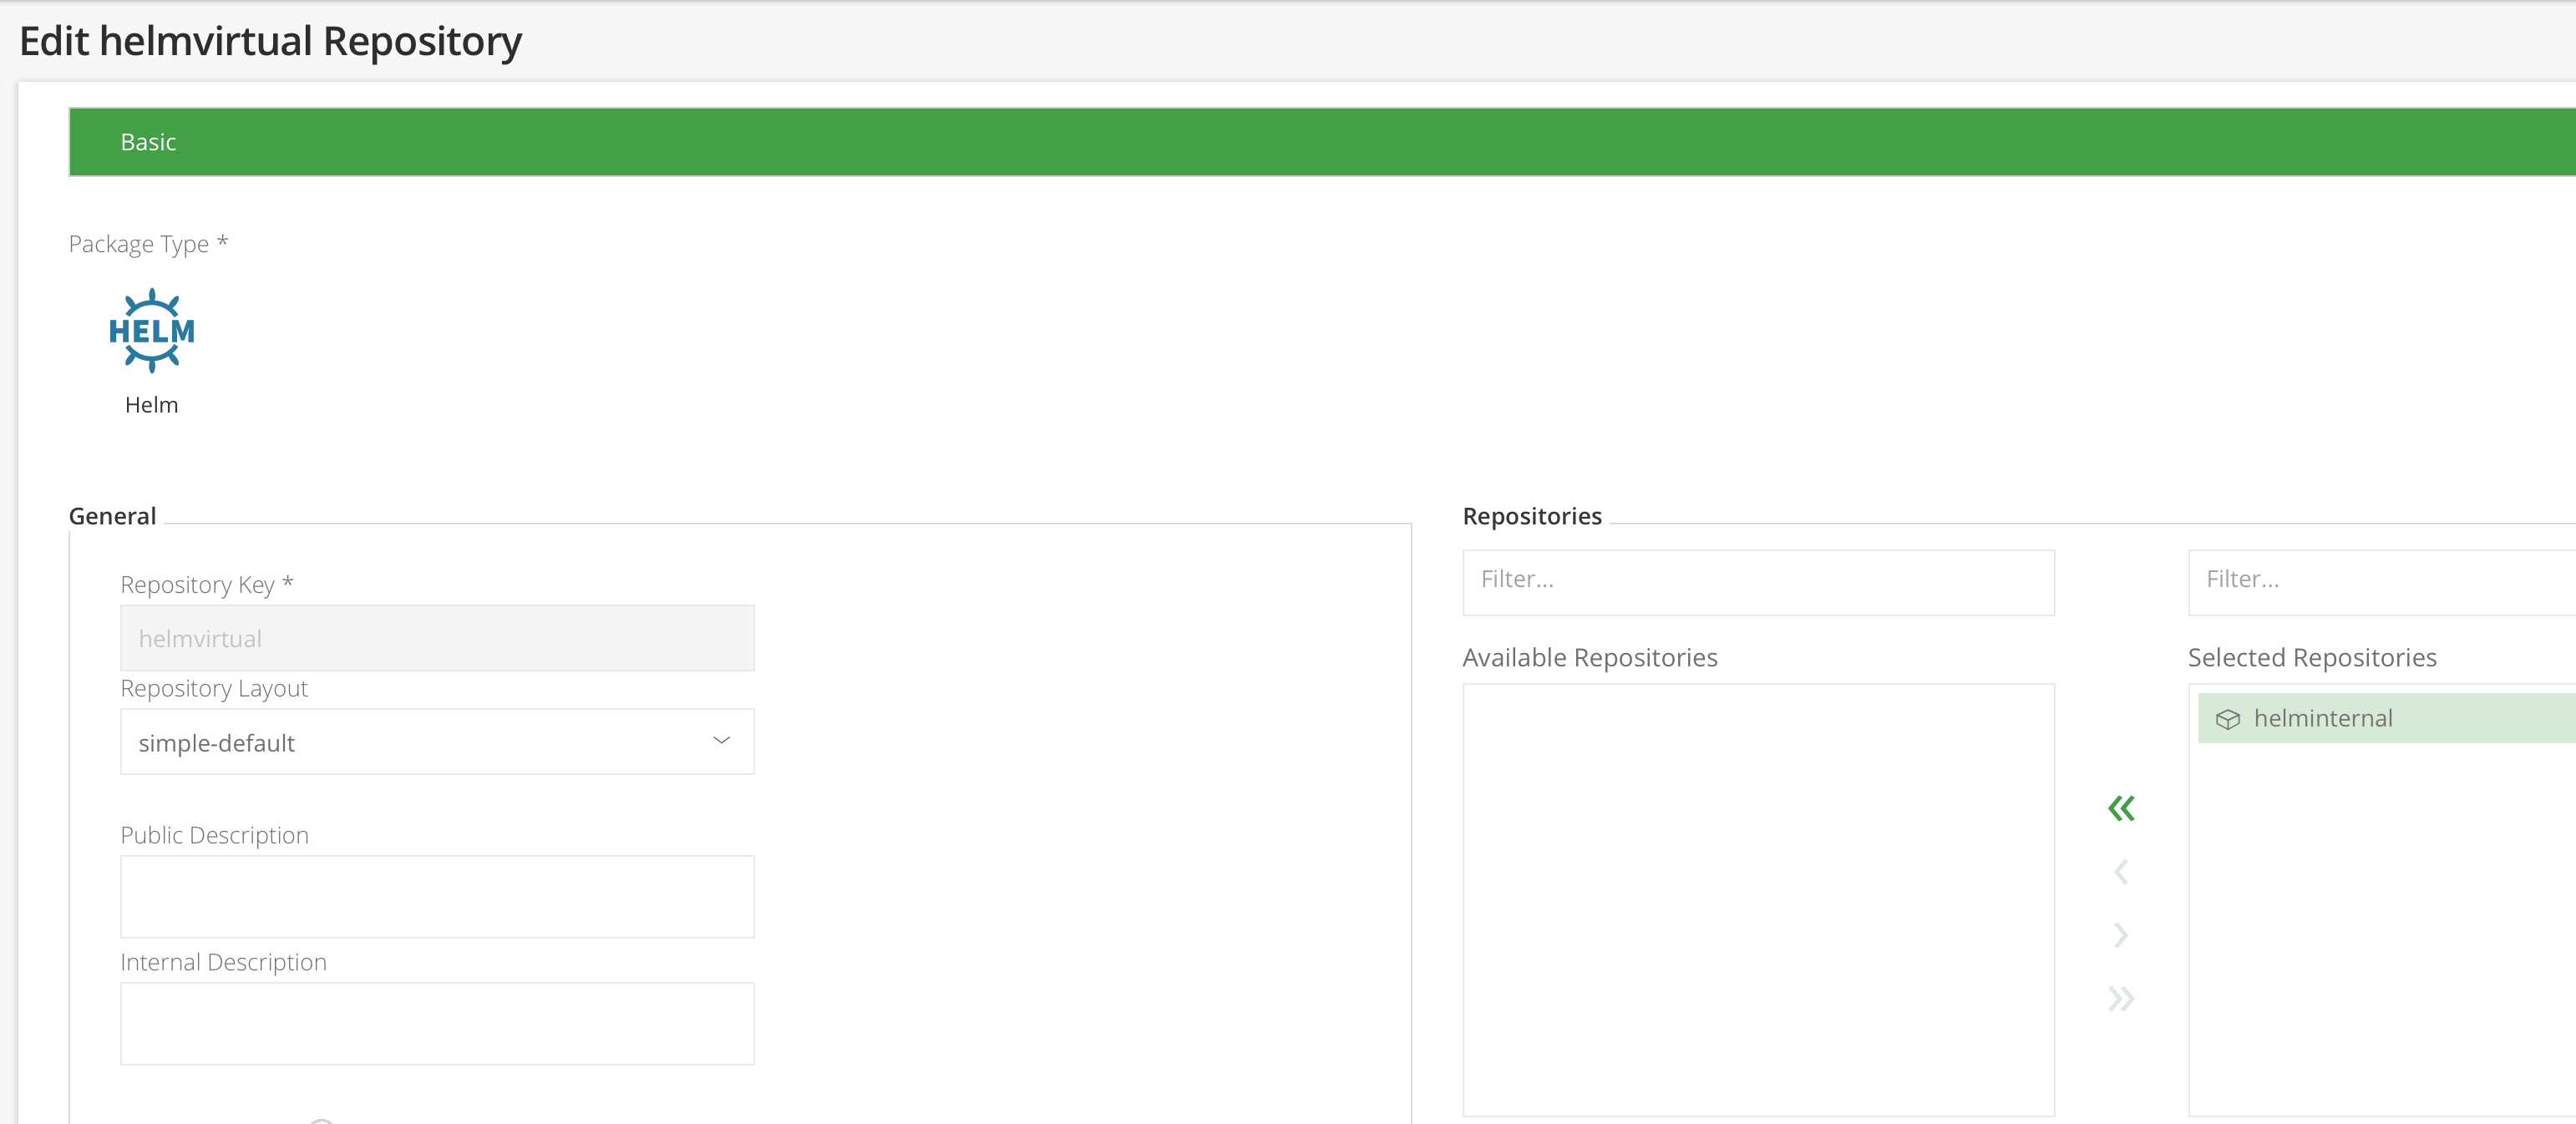 Edit helmvirtual Repository
Basic
Package Type *
HELM
Helm
General
Repository Key *
helmvirtual
Repository Layout
simple-default
Public Description
Internal Description
Repositories
Filter...
Filter...
Available Repositories
Selected Repositories
helminternal